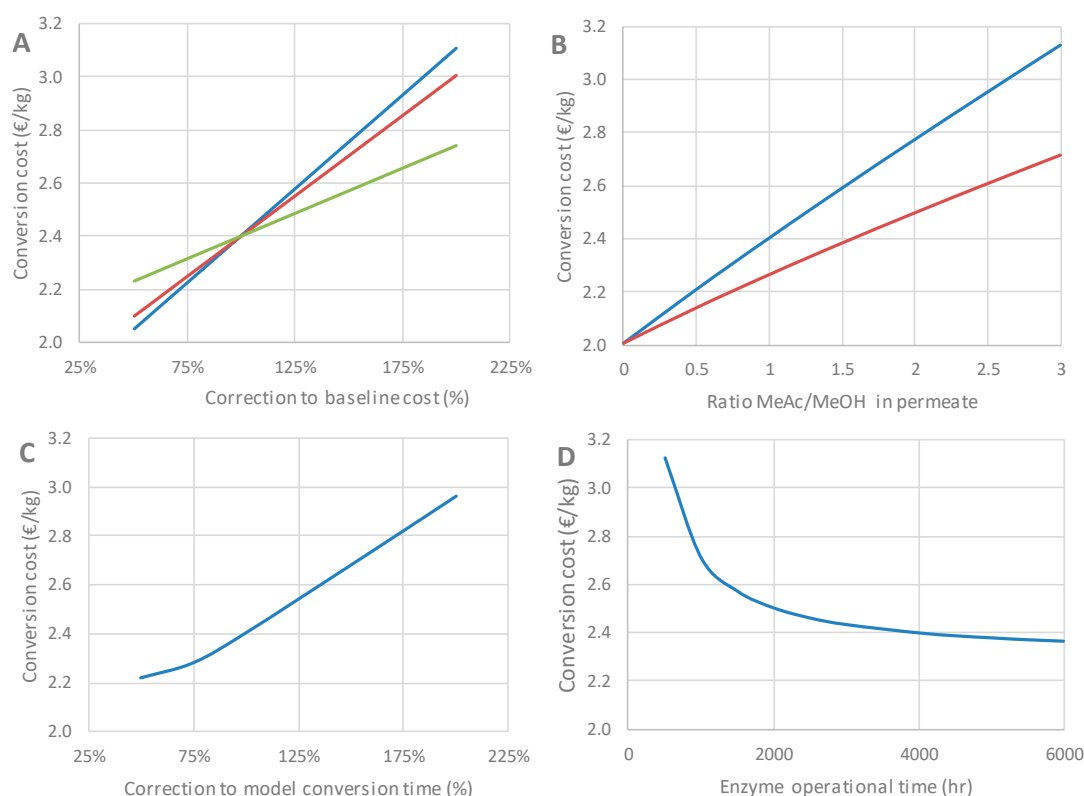 A
Conversion cost (€/kg)
3.2
3.0
2.8
2.6
2.4
2.2
2.0
25% 75% 125% 175% 225%
Correction to baseline cost (%)
B
Conversion cost (€/kg)
3.2
3.0
2.8
2.6
2.4
2.2
2.0
0 0.5 1 1.5 2 2.5 3
Ratio MeAc/MeOH in permeate
C
Conversion cost (€/kg)
3.2
3.0
2.8
2.6
2.4
2.2
2.0
25% 75% 125% 175% 225%
Correction to model conversion time (%)
D
Conversion cost (€/kg)
3.2
3.0
2.8
2.6
2.4
2.2
2.0
0 2000 4000 6000
Enzyme operational time (hr)